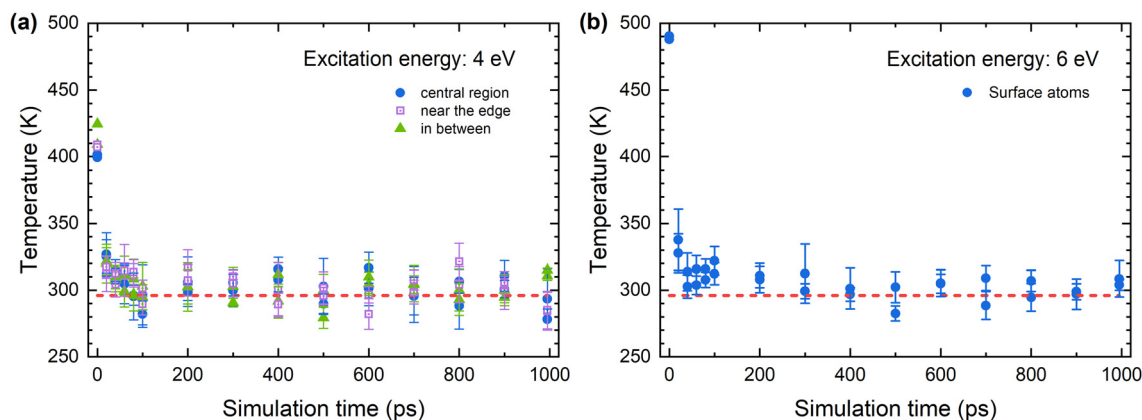 (a)
Excitation energy: 4 eV
central region
near the edge
in between
500
450
400
350
300
250
Temperature (K)
0 200 400 600 800 1000
Simulation time (ps)
(b)
Excitation energy: 6 eV
Surface atoms
500
450
400
350
300
250
Temperature (K)
0 200 400 600 800 1000
Simulation time (ps)